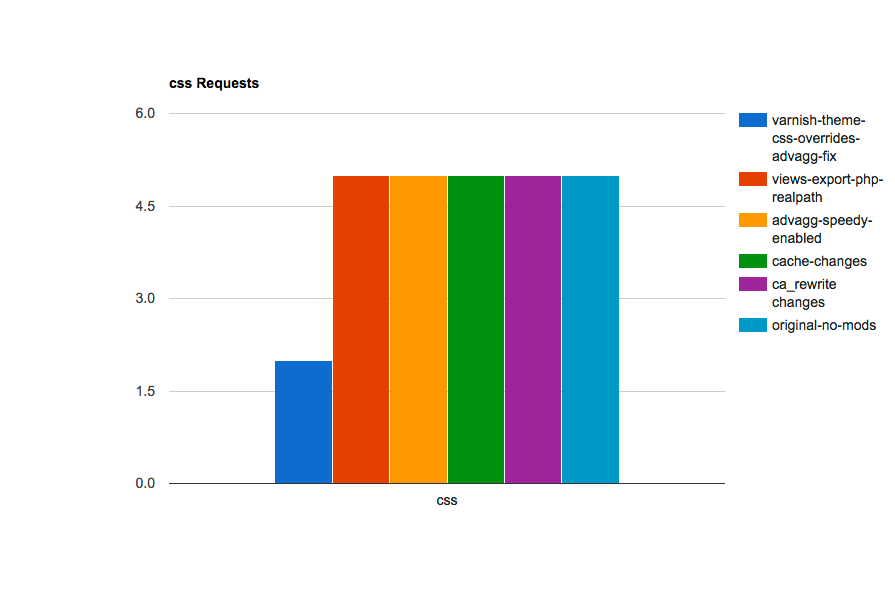 css Requests
6.0
4.5
3.0
1.5
0.0
css
varnish-theme-
css-overrides-
advagg-fix
views-export-php-
realpath
advagg-speedy-
enabled
cache-changes
ca_rewrite
changes
original-no-mods